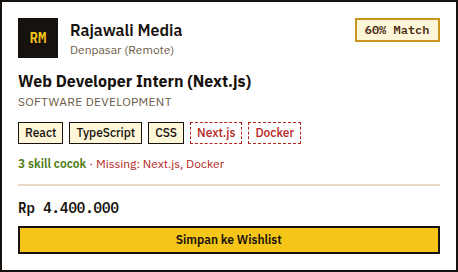 RM
Rajawali Media
Denpasar (Remote)
60% Match
Web Developer Intern (Next.js)
SOFTWARE DEVELOPMENT
React TypeScript CSS Next.js Docker
3 skill cocok · Missing: Next.js, Docker
Rp 4.400.000
Simpan ke Wishlist